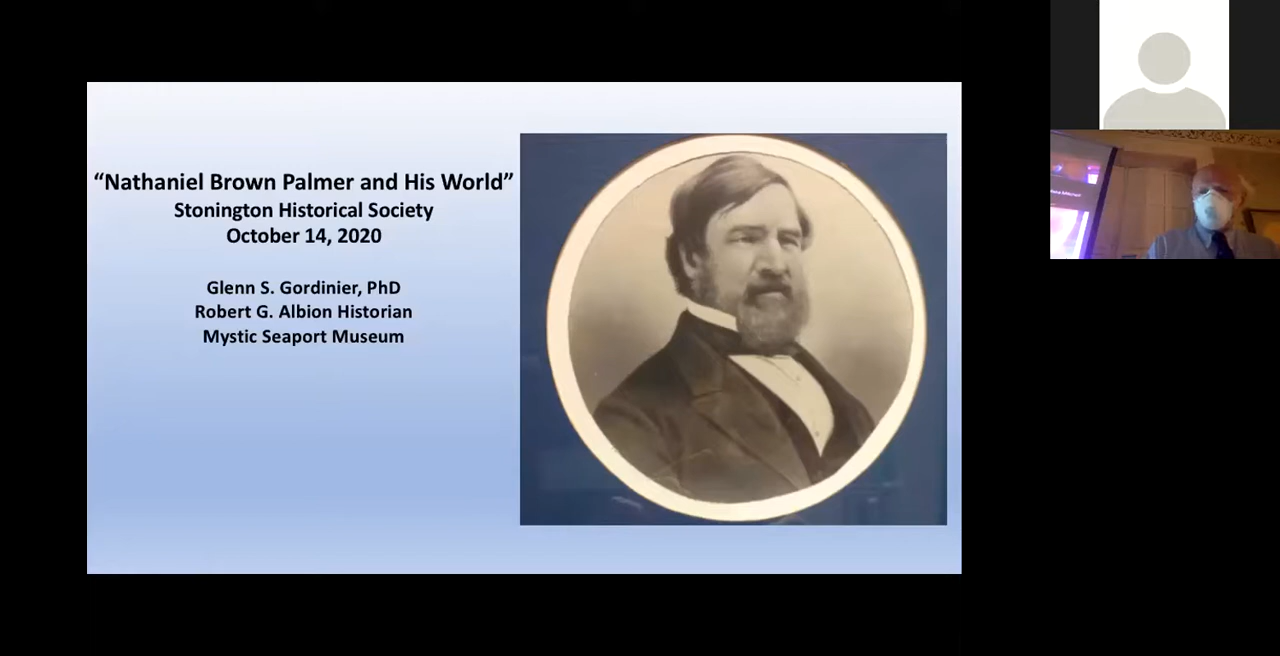 “Nathaniel Brown Palmer and His World”
Stonington Historical Society
October 14, 2020
Glenn S. Gordinier, PhD
Robert G. Albion Historian
Mystic Seaport Museum